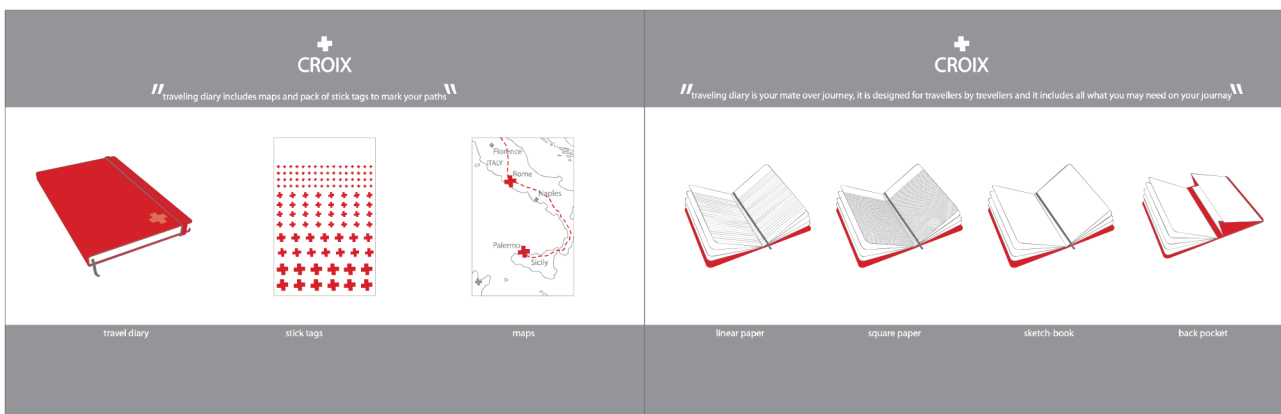 CROIX
"traveling diary includes maps and pack of stick tags to mark your paths"
Florence
ITALY
Rome
Naples
Palermo
Sicily
travel diary
stick tags
maps
CROIX
"traveling diary is your mate over journey, it is designed for travellers by trevellers and it includes all what you may need on your journay"
linear paper
square paper
sketch-book
back pocket